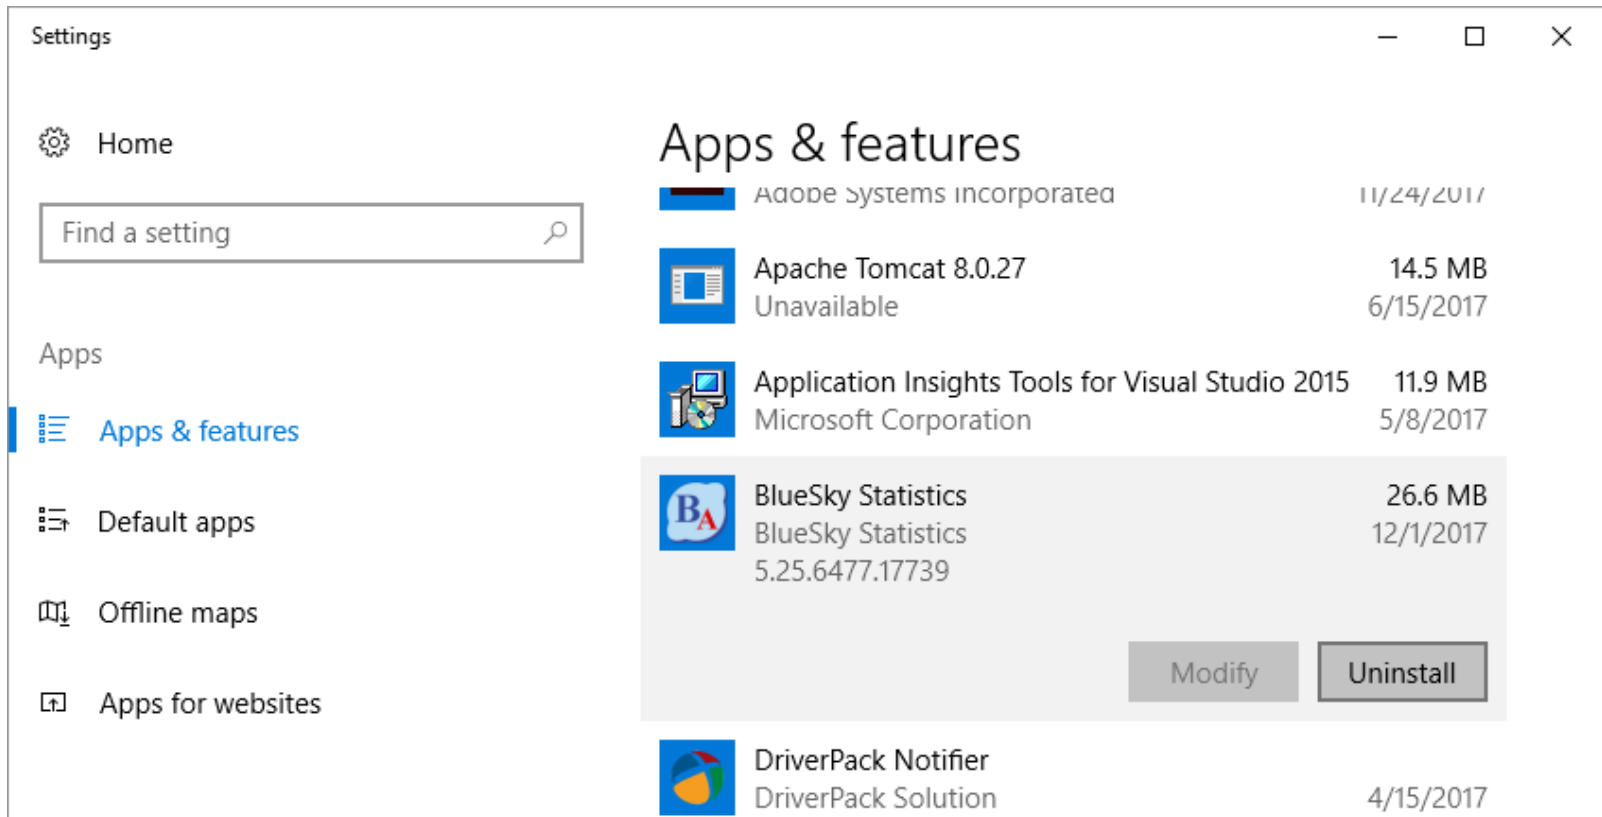 Settings
Home
Find a setting
Apps
Apps & features
Default apps
Offline maps
Apps for websites
Apps & features
Adobe Systems Incorporated 11/24/2017
Apache Tomcat 8.0.27 14.5 MB
Unavailable 6/15/2017
Application Insights Tools for Visual Studio 2015 11.9 MB
Microsoft Corporation 5/8/2017
BA
BlueSky Statistics 26.6 MB
BlueSky Statistics 12/1/2017
5.25.6477.17739
Modify Uninstall
DriverPack Notifier
DriverPack Solution 4/15/2017